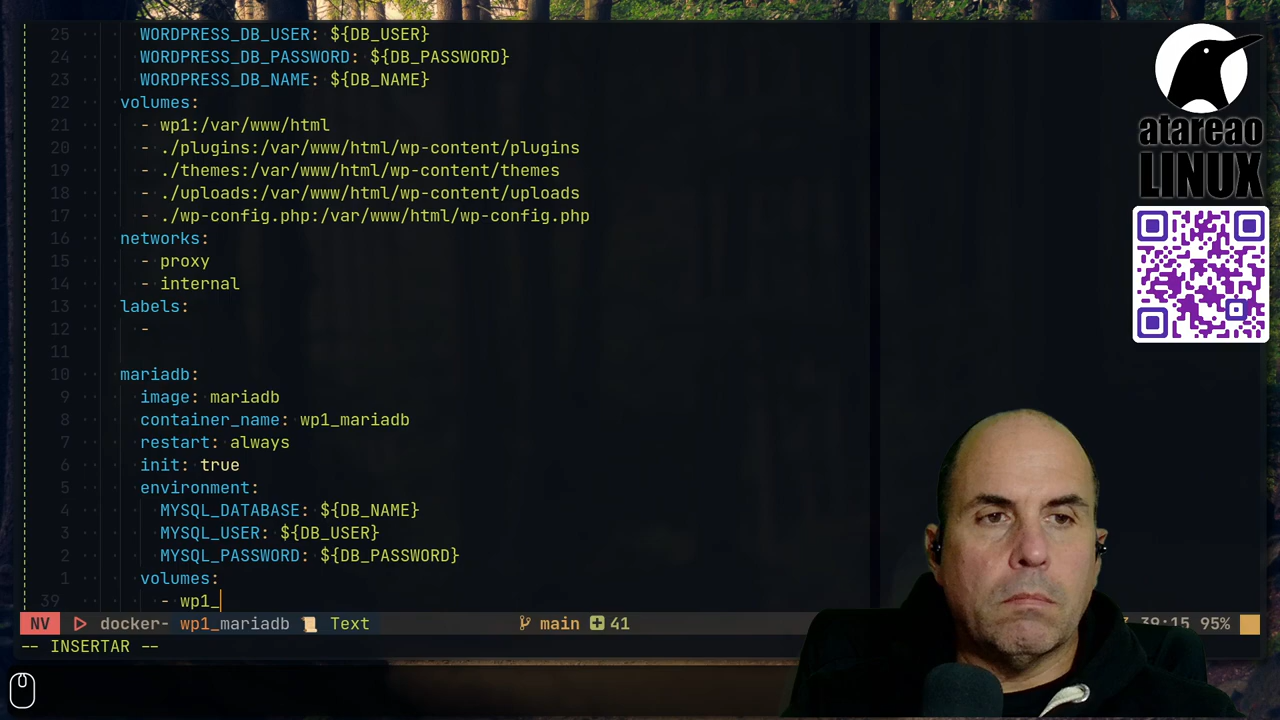 25 WORDPRESS_DB_USER: ${DB_USER}
24 WORDPRESS_DB_PASSWORD: ${DB_PASSWORD}
23 WORDPRESS_DB_NAME: ${DB_NAME}
22 volumes:
21 - wp1:/var/www/html
20 - ./plugins:/var/www/html/wp-content/plugins
19 - ./themes:/var/www/html/wp-content/themes
18 - ./uploads:/var/www/html/wp-content/uploads
17 - ./wp-config.php:/var/www/html/wp-config.php
16 networks:
15 - proxy
14 - internal
13 labels:
12 -
11
10 mariadb:
9 image: mariadb
8 container_name: wp1_mariadb
7 restart: always
6 init: true
5 environment:
4 MYSQL_DATABASE: ${DB_NAME}
3 MYSQL_USER: ${DB_USER}
2 MYSQL_PASSWORD: ${DB_PASSWORD}
1 volumes:
39 - wp1_
NV docker- wp1_mariadb Text main 41 39:15 95%
-- INSERTAR --
atareao
LINUX